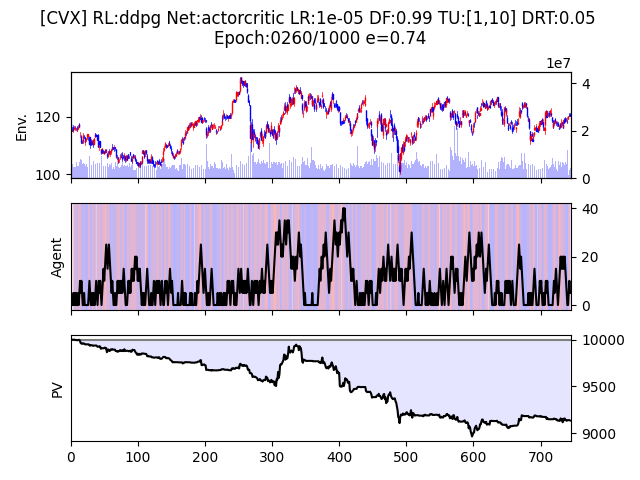 [CVX] RL:ddpg Net:actorcritic LR:1e-05 DF:0.99 TU:[1,10] DRT:0.05
Epoch:0260/1000 e=0.74
1e7
Env.
120
100
4
2
0
Agent
40
20
0
PV
10000
9500
9000
0 100 200 300 400 500 600 700